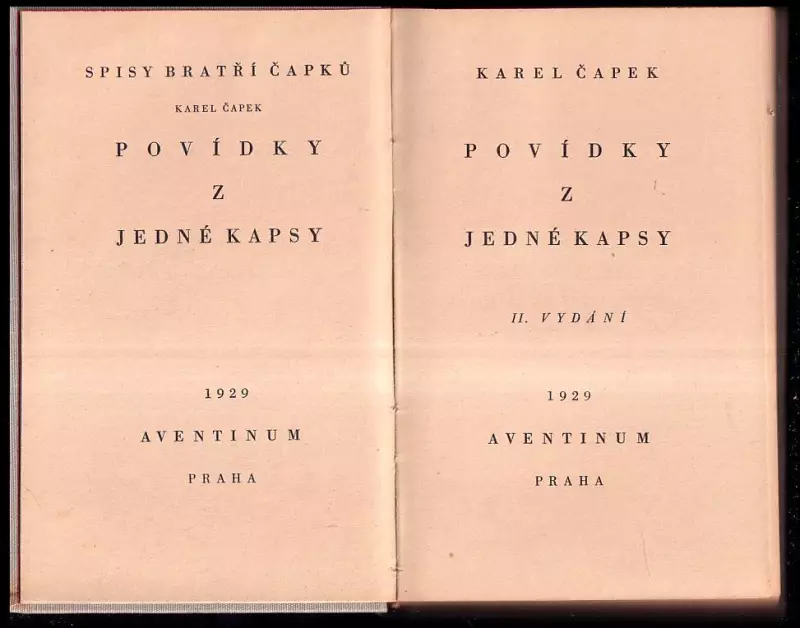 SPISY BRATŘÍ ČAPKŮ
KAREL ČAPEK
POVÍDKY
Z
JEDNÉ KAPSY
1929
AVENTINUM
PRAHA
KAREL ČAPEK
POVÍDKY
Z
JEDNÉ KAPSY
II. VYDÁNÍ
1929
AVENTINUM
PRAHA